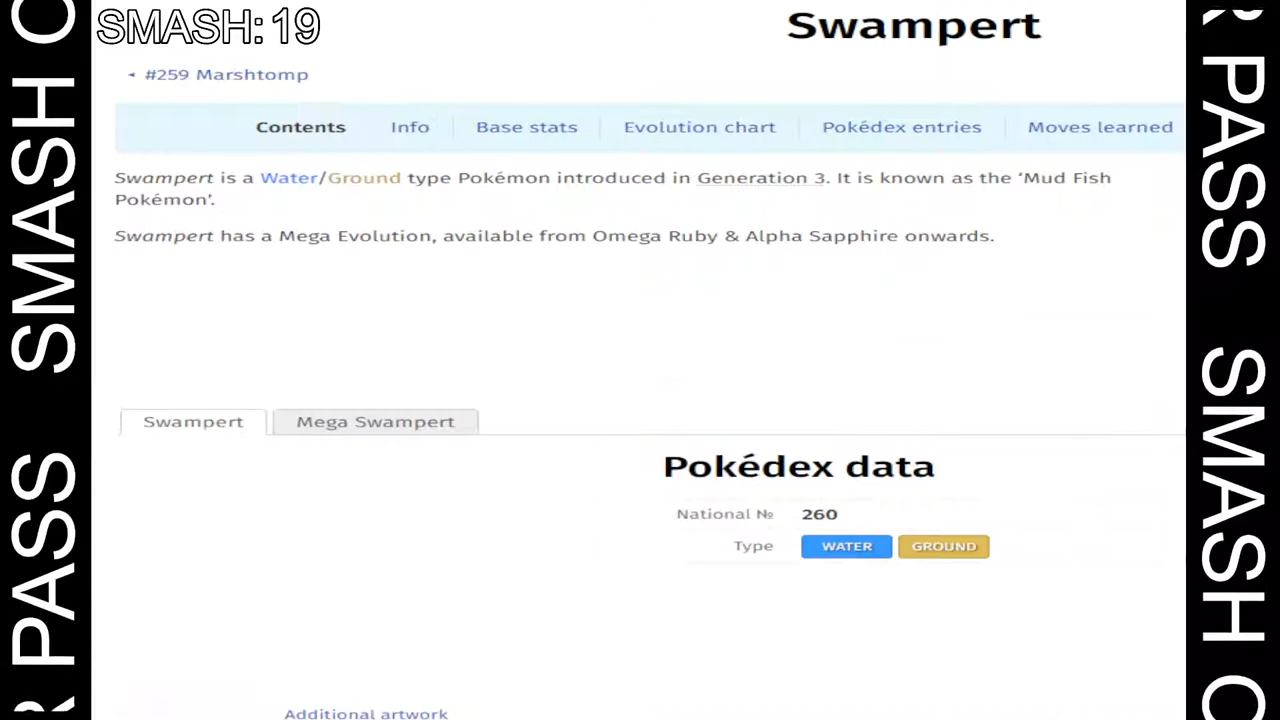 SMASH: 19
Swampert
#259 Marshtomp
Contents Info Base stats Evolution chart Pokédex entries Moves learned
Swampert is a Water/Ground type Pokémon introduced in Generation 3. It is known as the ‘Mud Fish
Pokémon’.
Swampert has a Mega Evolution, available from Omega Ruby & Alpha Sapphire onwards.
Swampert Mega Swampert
Pokédex data
National № 260
Type WATER GROUND
Additional artwork
R PASS SMASH O
R PASS SMASH O